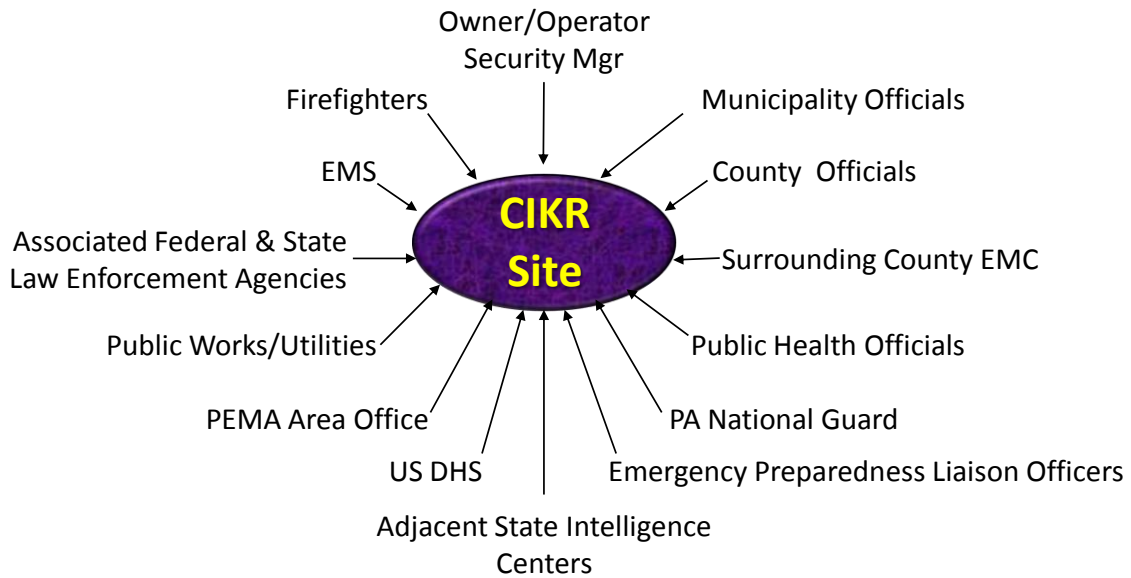 Owner/Operator
Security Mgr
Firefighters
Municipality Officials
EMS
County Officials
CIKR
Site
Associated Federal & State
Law Enforcement Agencies
Surrounding County EMC
Public Works/Utilities
Public Health Officials
PEMA Area Office
PA National Guard
US DHS
Emergency Preparedness Liaison Officers
Adjacent State Intelligence
Centers